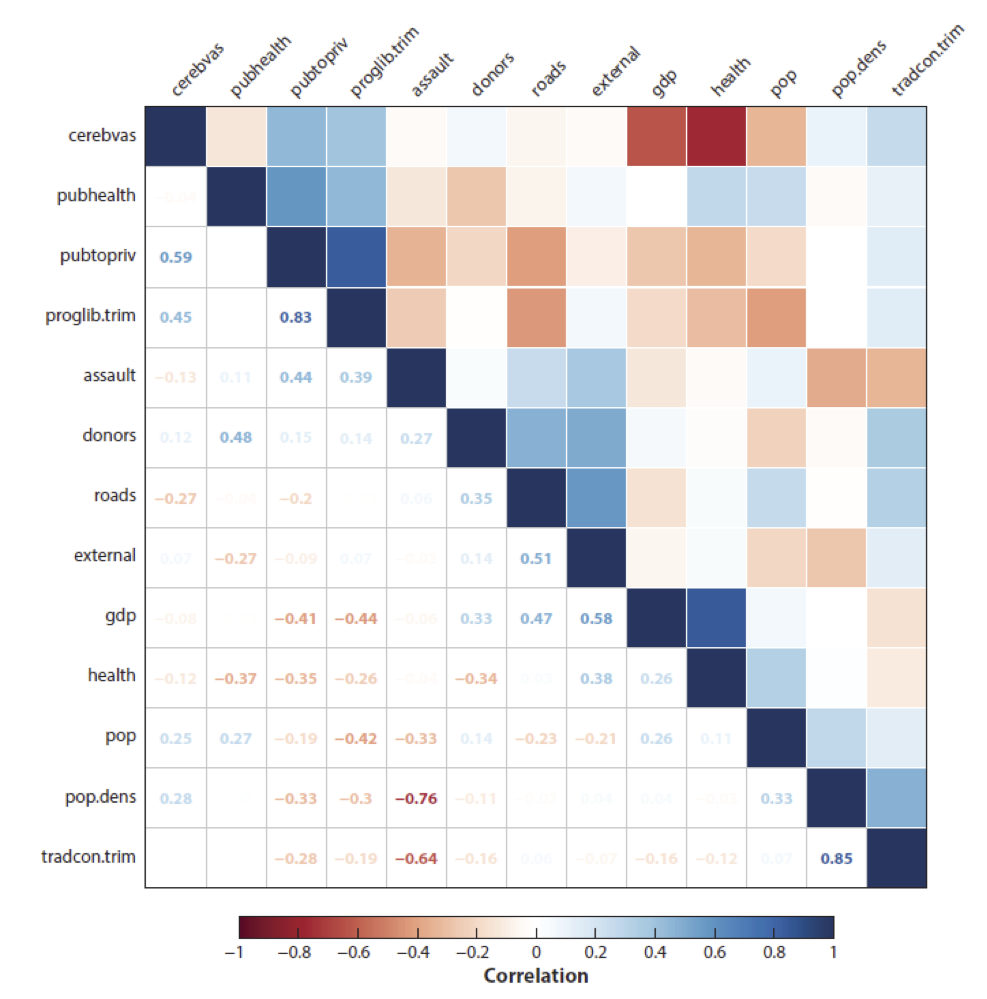 cerebvas pubhealth pubtopriv proglib.trim assault donors roads external gdp health pop pop.dens tradcon.trim
cerebvas
pubhealth
pubtopriv 0.59
proglib.trim 0.45 0.83
assault −0.13 0.11 0.44 0.39
donors 0.12 0.48 0.15 0.14 0.27
roads −0.27 −0.04 −0.2 0.06 0.35
external 0.07 −0.27 −0.09 0.07 0.14 0.51
gdp −0.08 −0.41 −0.44 −0.06 0.33 0.47 0.58
health −0.12 −0.37 −0.35 −0.26 −0.34 0.38 0.26
pop 0.25 0.27 −0.19 −0.42 −0.33 0.14 −0.23 −0.21 0.26 0.11
pop.dens 0.28 −0.33 −0.3 −0.76 −0.11 0.04 0.04 0.33
tradcon.trim −0.28 −0.19 −0.64 −0.16 0.06 −0.07 −0.16 −0.12 0.07 0.85
−1 −0.8 −0.6 −0.4 −0.2 0 0.2 0.4 0.6 0.8 1
Correlation